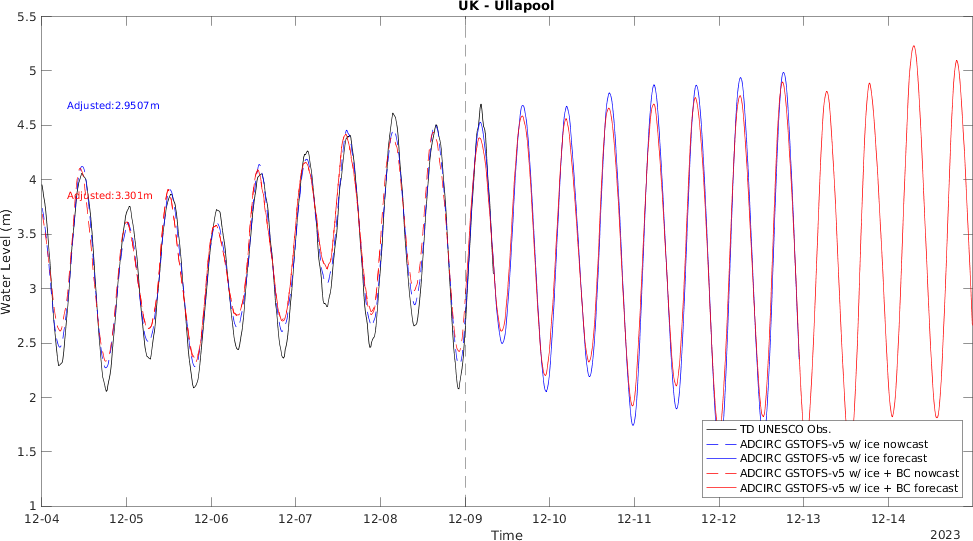 UK - Ullapool
5.5
5
4.5
4
3.5
3
2.5
2
1.5
1
Water Level (m)
Adjusted:2.9507m
Adjusted:3.301m
TD UNESCO Obs.
ADCIRC GSTOFS-v5 w/ ice nowcast
ADCIRC GSTOFS-v5 w/ ice forecast
ADCIRC GSTOFS-v5 w/ ice + BC nowcast
ADCIRC GSTOFS-v5 w/ ice + BC forecast
12-04 12-05 12-06 12-07 12-08 12-09 12-10 12-11 12-12 12-13 12-14
Time
2023